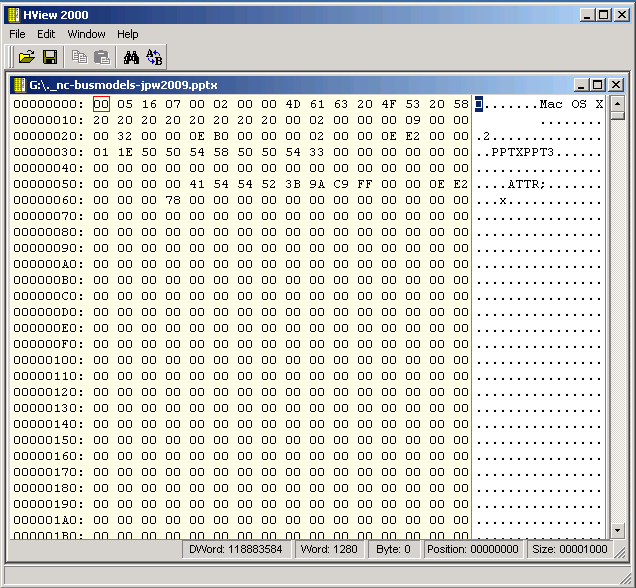 HView 2000
File Edit Window Help
G:\._nc-busmodels-jpw2009.pptx
00000000: 00 05 16 07 00 02 00 00 4D 61 63 20 4F 53 20 58 ........Mac OS X
00000010: 20 20 20 20 20 20 20 20 00 02 00 00 00 09 00 00 ........
00000020: 00 32 00 00 0E B0 00 00 00 02 00 00 0E E2 00 00 .2..............
00000030: 01 1E 50 50 54 58 50 50 54 33 00 00 00 00 00 00 ..PPTXPPT3......
00000040: 00 00 00 00 00 00 00 00 00 00 00 00 00 00 00 00 ................
00000050: 00 00 00 00 41 54 54 52 3B 9A C9 FF 00 00 0E E2 ....ATTR;.......
00000060: 00 00 00 78 00 00 00 00 00 00 00 00 00 00 00 00 ...x............
00000070: 00 00 00 00 00 00 00 00 00 00 00 00 00 00 00 00 ................
00000080: 00 00 00 00 00 00 00 00 00 00 00 00 00 00 00 00 ................
00000090: 00 00 00 00 00 00 00 00 00 00 00 00 00 00 00 00 ................
000000A0: 00 00 00 00 00 00 00 00 00 00 00 00 00 00 00 00 ................
000000B0: 00 00 00 00 00 00 00 00 00 00 00 00 00 00 00 00 ................
000000C0: 00 00 00 00 00 00 00 00 00 00 00 00 00 00 00 00 ................
000000D0: 00 00 00 00 00 00 00 00 00 00 00 00 00 00 00 00 ................
000000E0: 00 00 00 00 00 00 00 00 00 00 00 00 00 00 00 00 ................
000000F0: 00 00 00 00 00 00 00 00 00 00 00 00 00 00 00 00 ................
00000100: 00 00 00 00 00 00 00 00 00 00 00 00 00 00 00 00 ................
00000110: 00 00 00 00 00 00 00 00 00 00 00 00 00 00 00 00 ................
00000120: 00 00 00 00 00 00 00 00 00 00 00 00 00 00 00 00 ................
00000130: 00 00 00 00 00 00 00 00 00 00 00 00 00 00 00 00 ................
00000140: 00 00 00 00 00 00 00 00 00 00 00 00 00 00 00 00 ................
00000150: 00 00 00 00 00 00 00 00 00 00 00 00 00 00 00 00 ................
00000160: 00 00 00 00 00 00 00 00 00 00 00 00 00 00 00 00 ................
00000170: 00 00 00 00 00 00 00 00 00 00 00 00 00 00 00 00 ................
00000180: 00 00 00 00 00 00 00 00 00 00 00 00 00 00 00 00 ................
00000190: 00 00 00 00 00 00 00 00 00 00 00 00 00 00 00 00 ................
000001A0: 00 00 00 00 00 00 00 00 00 00 00 00 00 00 00 00 ................
000001B0: 00 00 00 00 00 00 00 00 00 00 00 00 00 00 00 00 ................
DWord: 118883584 Word: 1280 Byte: 0 Position: 00000000 Size: 00001000